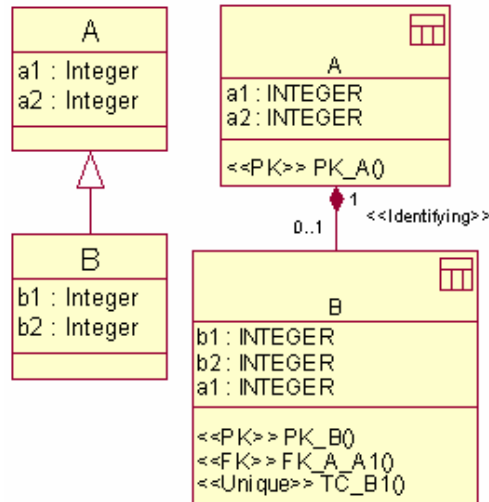 A
a1 : Integer
a2 : Integer
B
b1 : Integer
b2 : Integer
A
a1 : INTEGER
a2 : INTEGER
<<PK>> PK_A()
1
<<Identifying>>
0..1
B
b1 : INTEGER
b2 : INTEGER
a1 : INTEGER
<<PK>> PK_B()
<<FK>> FK_A_A1()
<<Unique>> TC_B1()